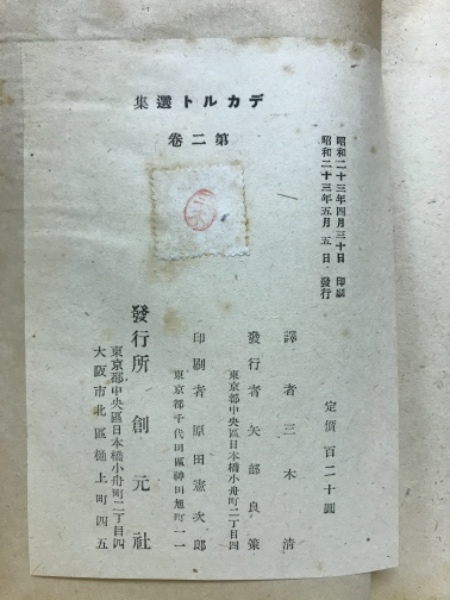 デカルト選集
第二卷
昭和二十三年四月三十日 印刷
昭和二十三年五月五日 發行
三木
定價百二十圓
譯者 三木清
發行者 矢部良策
東京都中央區日本橋小舟町二丁目四
印刷者 原田憲次郎
東京都千代田區神田旭町一一
發行所 創元社
東京都中央區日本橋小舟町二丁目四
大阪市北區樋上町四五